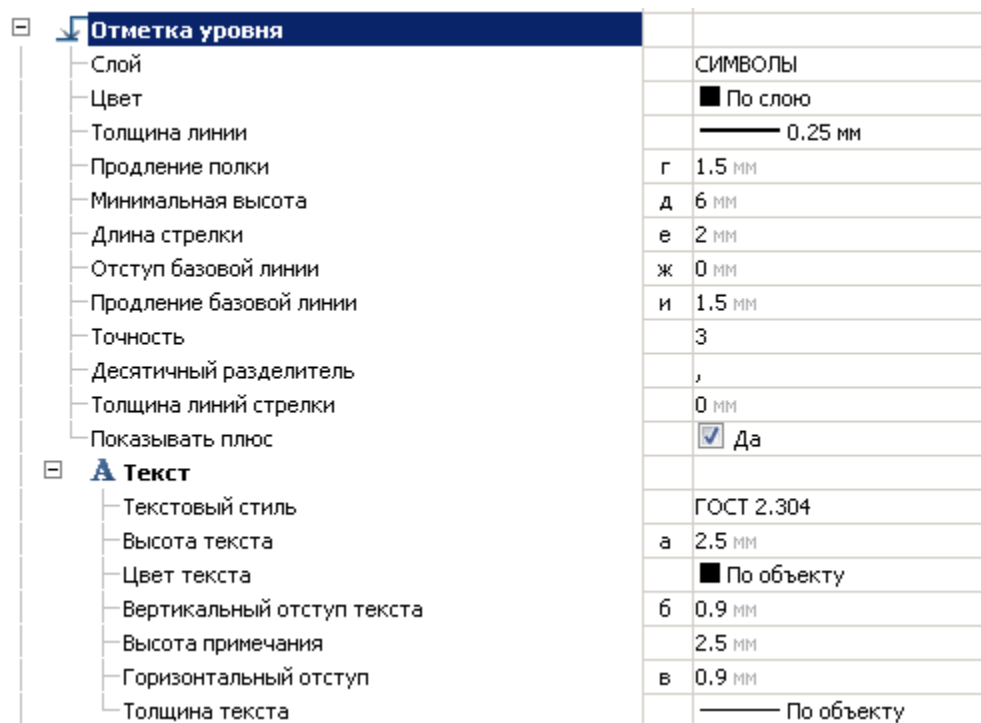 Отметка уровня
Слой СИМВОЛЫ
Цвет По слою
Толщина линии 0.25 мм
Продление полки г 1.5 мм
Минимальная высота д 6 мм
Длина стрелки е 2 мм
Отступ базовой линии ж 0 мм
Продление базовой линии и 1.5 мм
Точность 3
Десятичный разделитель ,
Толщина линий стрелки 0 мм
Показывать плюс Да
А Текст
Текстовый стиль ГОСТ 2.304
Высота текста а 2.5 мм
Цвет текста По объекту
Вертикальный отступ текста б 0.9 мм
Высота примечания 2.5 мм
Горизонтальный отступ в 0.9 мм
Толщина текста По объекту